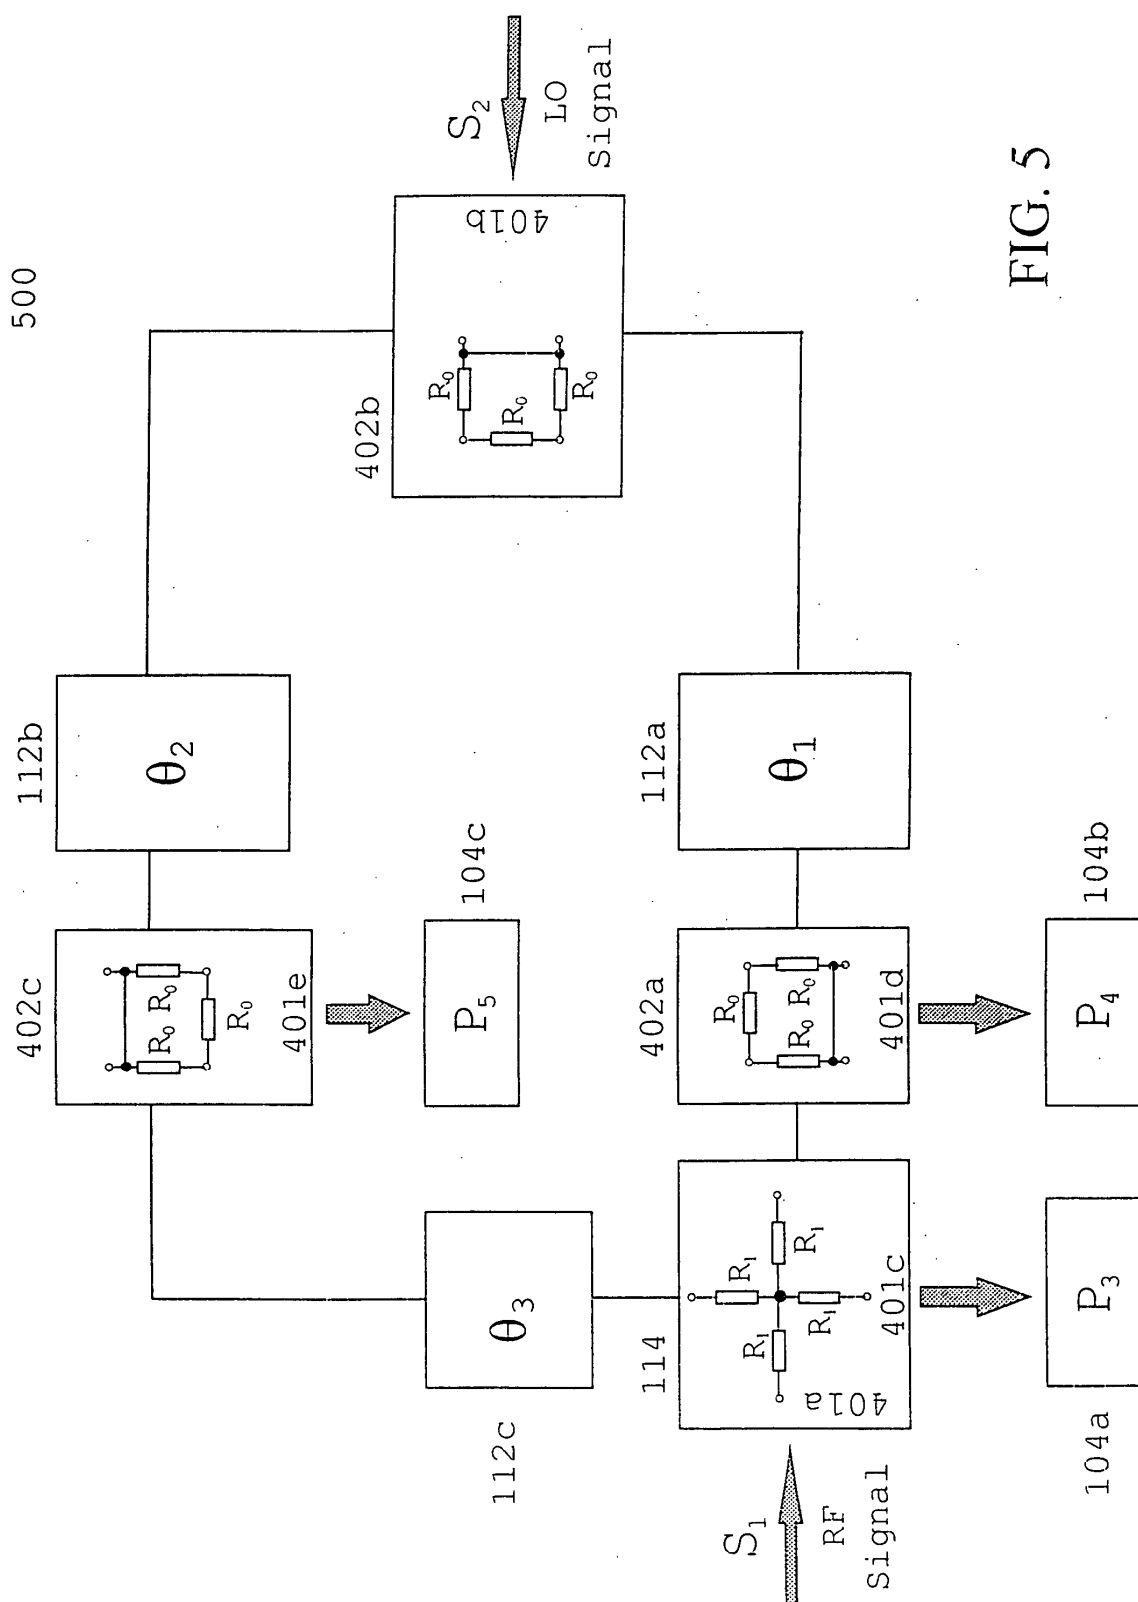 500
S2
LO
Signal
402b
R0
R0
R0
401b
112b
θ2
112a
θ1
402c
R0
R0
R0
401e
104c
P5
402a
R0
R0
R0
401d
104b
P4
112c
θ3
114
R1
R1
R1
R1
401a
401c
104a
P3
S1
RF
Signal
FIG. 5